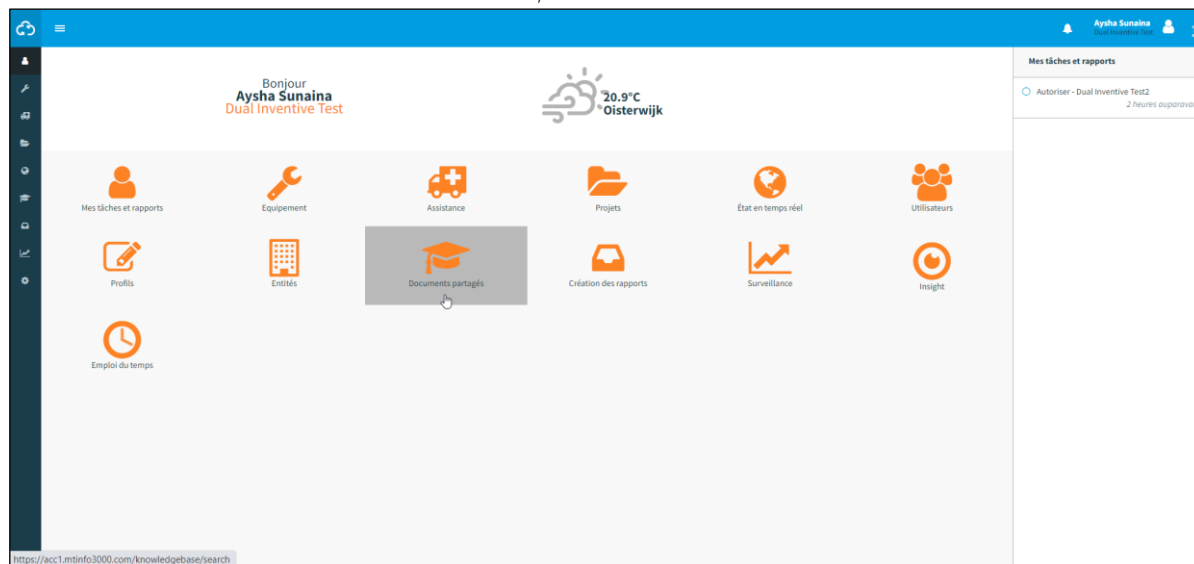 Aysha Sunaina
Dual Inventive Test
Bonjour
Aysha Sunaina
Dual Inventive Test
20.9°C
Oisterwijk
Mes tâches et rapports
Autoriser - Dual Inventive Test2
2 heures auparavant
Mes tâches et rapports
Equipement
Assistance
Projets
État en temps réel
Utilisateurs
Profils
Entités
Documents partagés
Création des rapports
Surveillance
Insight
Emploi du temps
https://acc1.mtinfo3000.com/knowledgebase/search